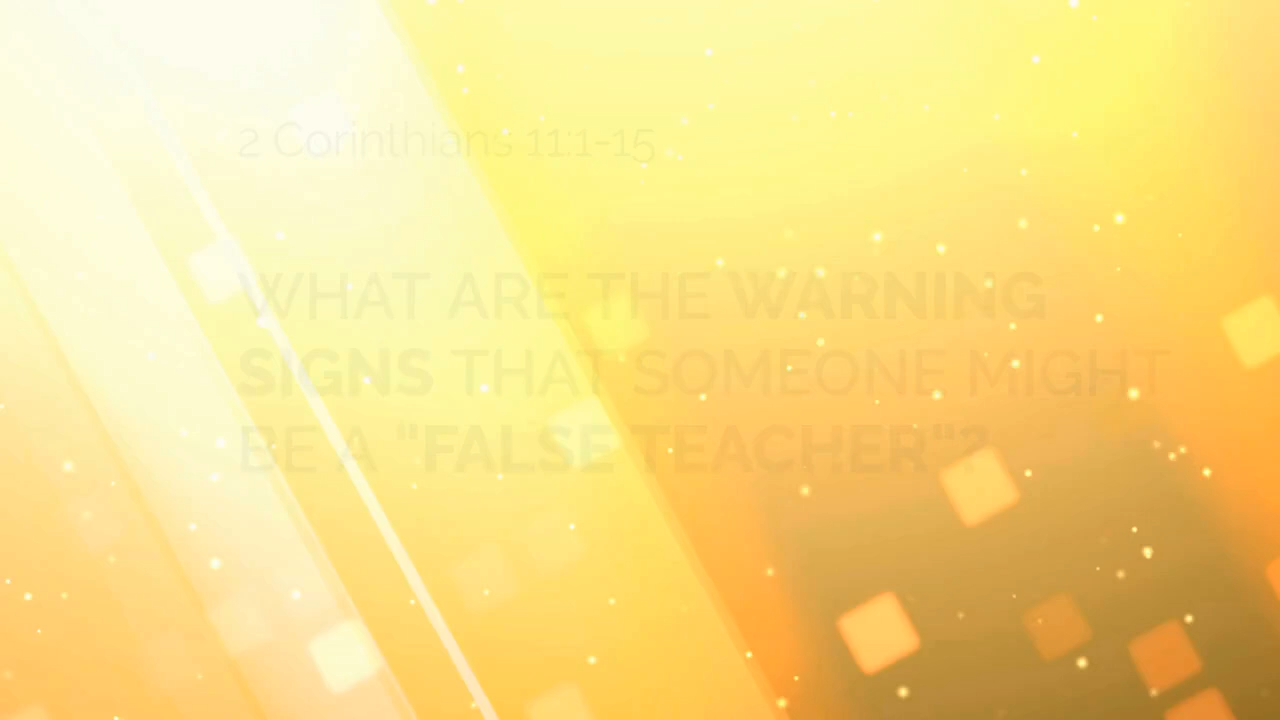 2 Corinthians 11:1-15
WHAT ARE THE WARNING
SIGNS THAT SOMEONE MIGHT
BE A "FALSE TEACHER"?